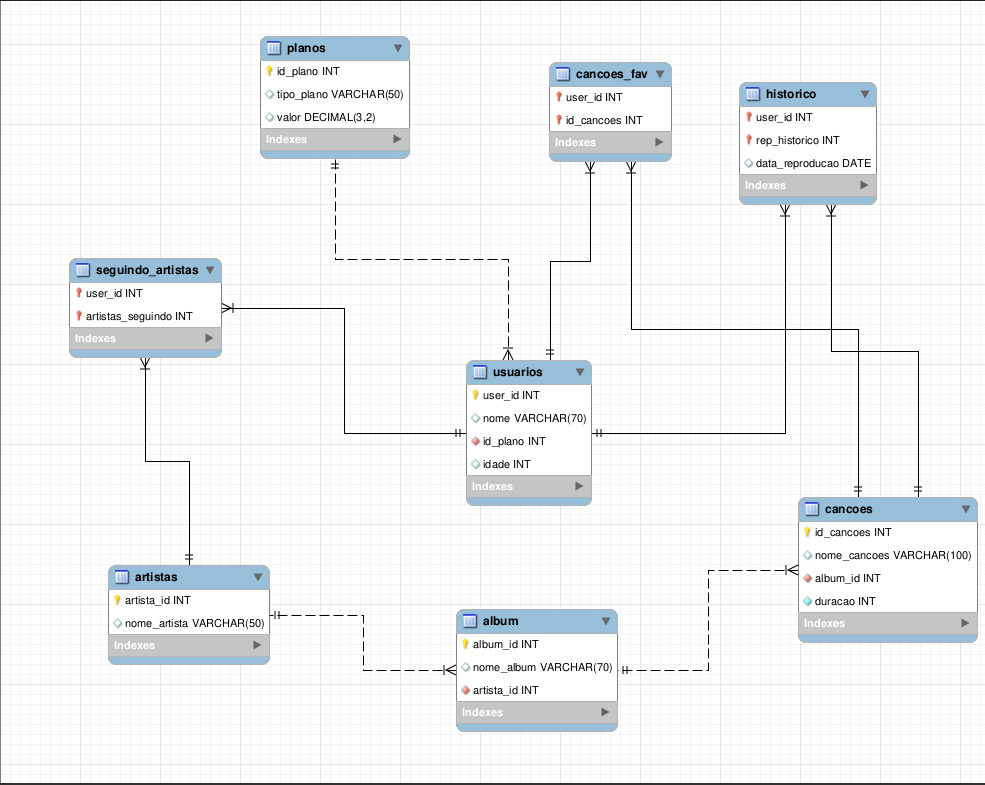 planos
id_plano INT
tipo_plano VARCHAR(50)
valor DECIMAL(3,2)
Indexes
cancoes_fav
user_id INT
id_cancoes INT
Indexes
historico
user_id INT
rep_historico INT
data_reproducao DATE
Indexes
seguindo_artistas
user_id INT
artistas_seguindo INT
Indexes
usuarios
user_id INT
nome VARCHAR(70)
id_plano INT
idade INT
Indexes
cancoes
id_cancoes INT
nome_cancoes VARCHAR(100)
album_id INT
duracao INT
Indexes
artistas
artista_id INT
nome_artista VARCHAR(50)
Indexes
album
album_id INT
nome_album VARCHAR(70)
artista_id INT
Indexes